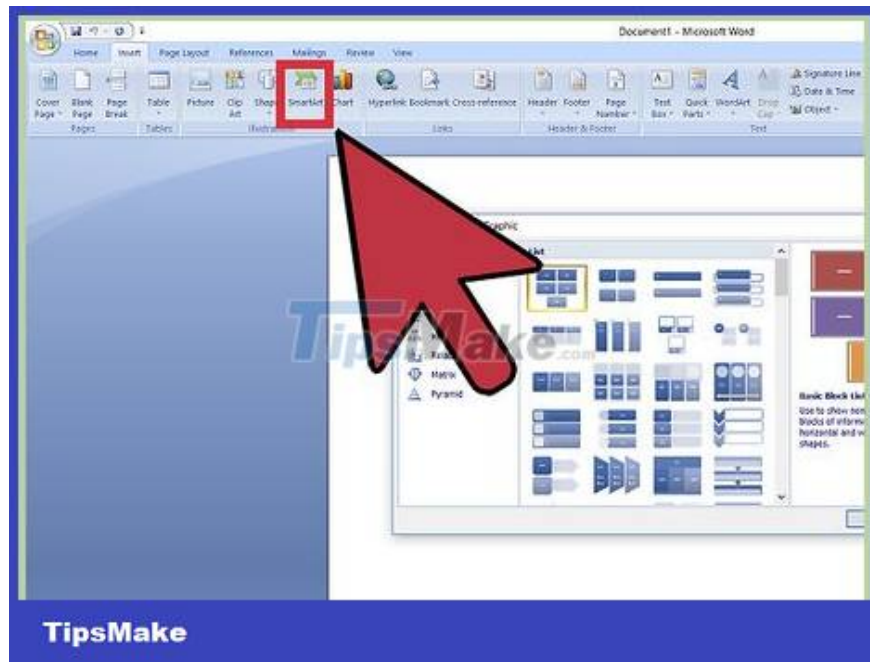 Document1 - Microsoft Word
Home Insert Page Layout References Mailings Review View
Cover Page
Blank Page
Page Break
Table
Picture
Clip Art
Shapes
SmartArt
Chart
Hyperlink
Bookmark
Cross-reference
Header
Footer
Page Number
Text Box
Quick Parts
WordArt
Drop Cap
Signature Line
Date & Time
Object
Pages
Tables
Links
Header & Footer
Text
Graphic
List
Matrix
Pyramid
Basic Block List
Use to show non
blocks of inform
horizontal and v
shapes.
TipsMake.com
TipsMake